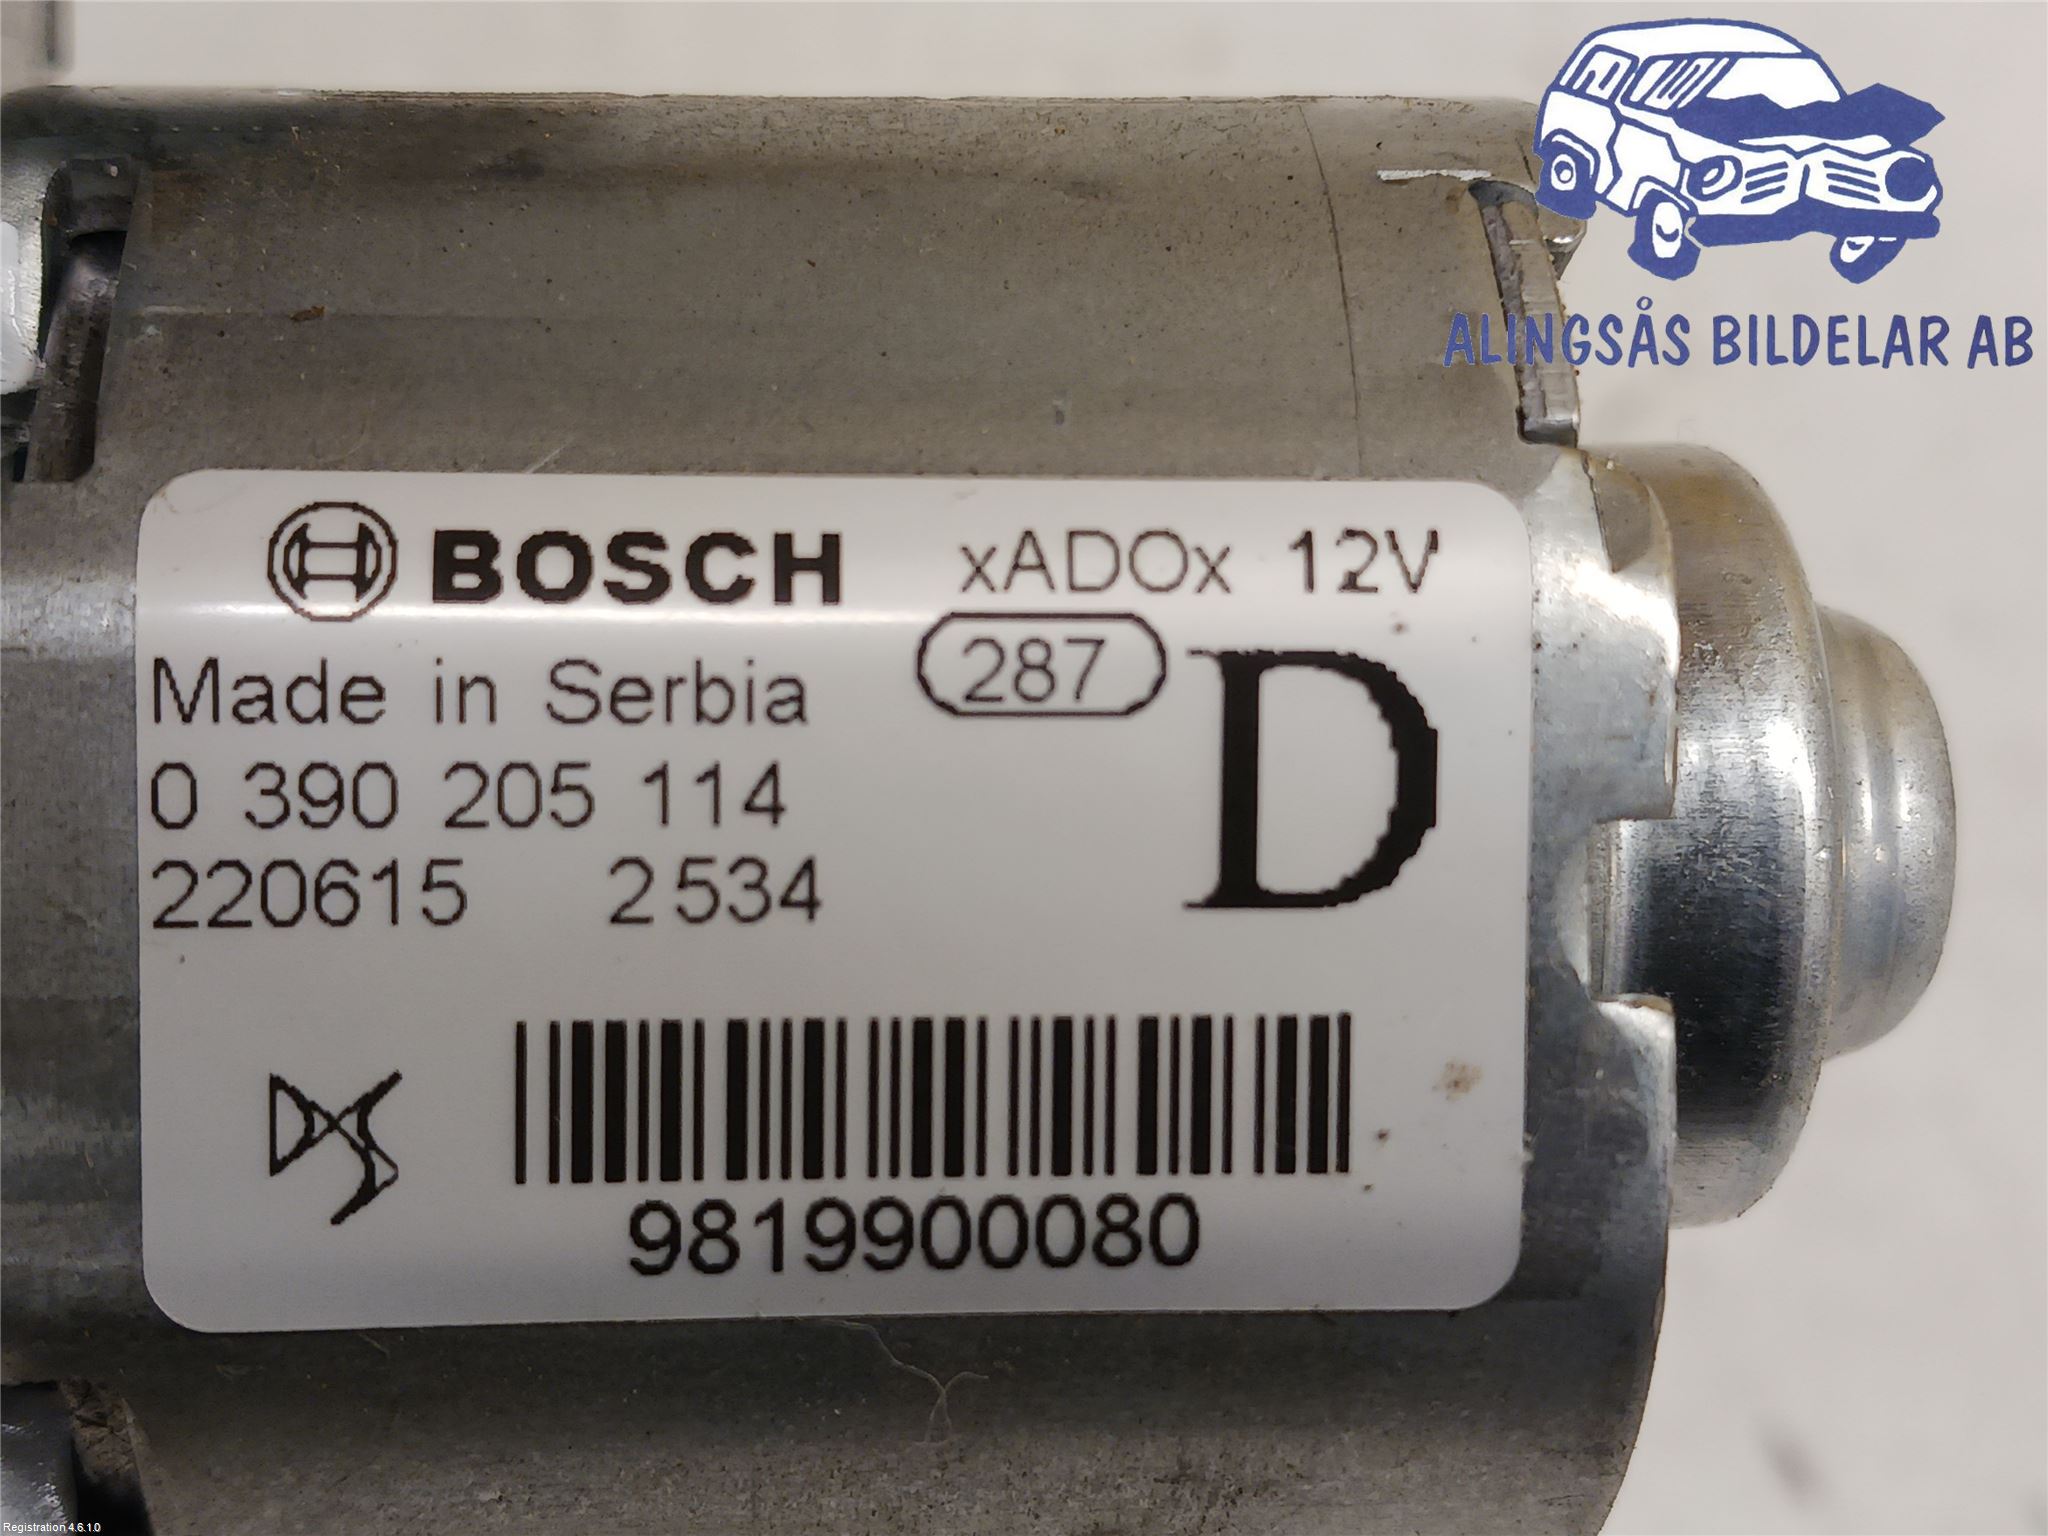 ALINGSÅS BILDELAR AB
BOSCH xADOx 12V
Made in Serbia 287 D
0 390 205 114
220615 2534
DS
9819900080
Registration 4.6.1.0